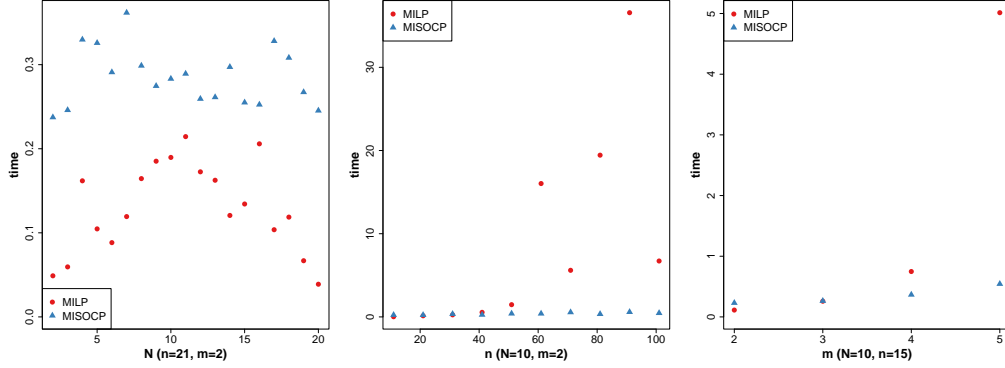 time
0.0
0.1
0.2
0.3
5
10
15
20
N (n=21, m=2)
MILP
MISOCP
time
0
10
20
30
20
40
60
80
100
n (N=10, m=2)
MILP
MISOCP
time
0
1
2
3
4
5
2
3
4
5
m (N=10, n=15)
MILP
MISOCP